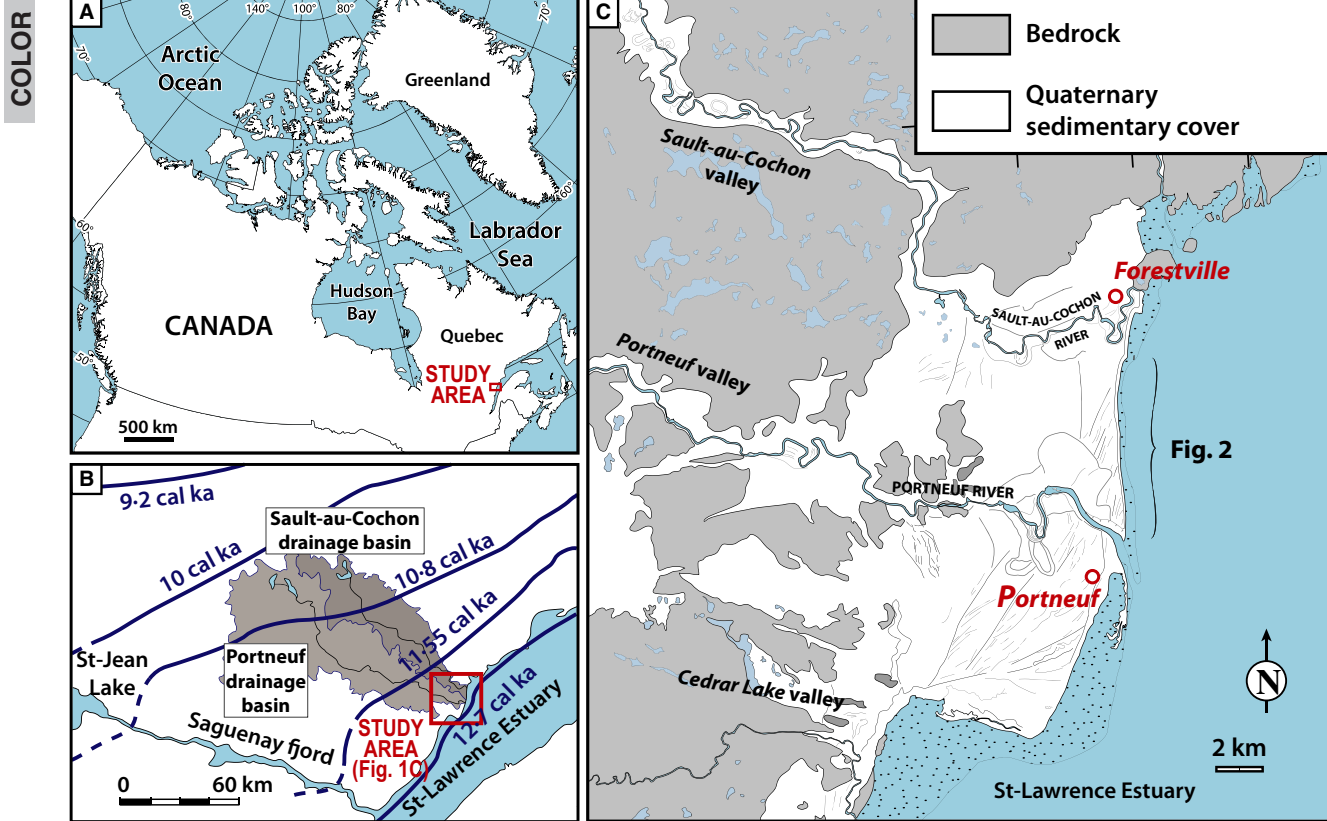 COLOR
A
140°
120°
100°
80°
80°
70°
70°
60°
60°
50°
Arctic
Ocean
Greenland
Labrador
Sea
Hudson
Bay
CANADA
Quebec
STUDY
AREA
500 km
B
9·2 cal ka
Sault-au-Cochon
drainage basin
10 cal ka
10·8 cal ka
11·55 cal ka
12·7 cal ka
St-Jean
Lake
Portneuf
drainage
basin
Saguenay fjord
STUDY
AREA
(Fig. 1C)
St-Lawrence Estuary
0 60 km
C
Bedrock
Quaternary
sedimentary cover
Sault-au-Cochon
valley
Forestville
SAULT-AU-COCHON
RIVER
Portneuf valley
Fig. 2
PORTNEUF RIVER
Portneuf
Cedrar Lake valley
N
2 km
St-Lawrence Estuary